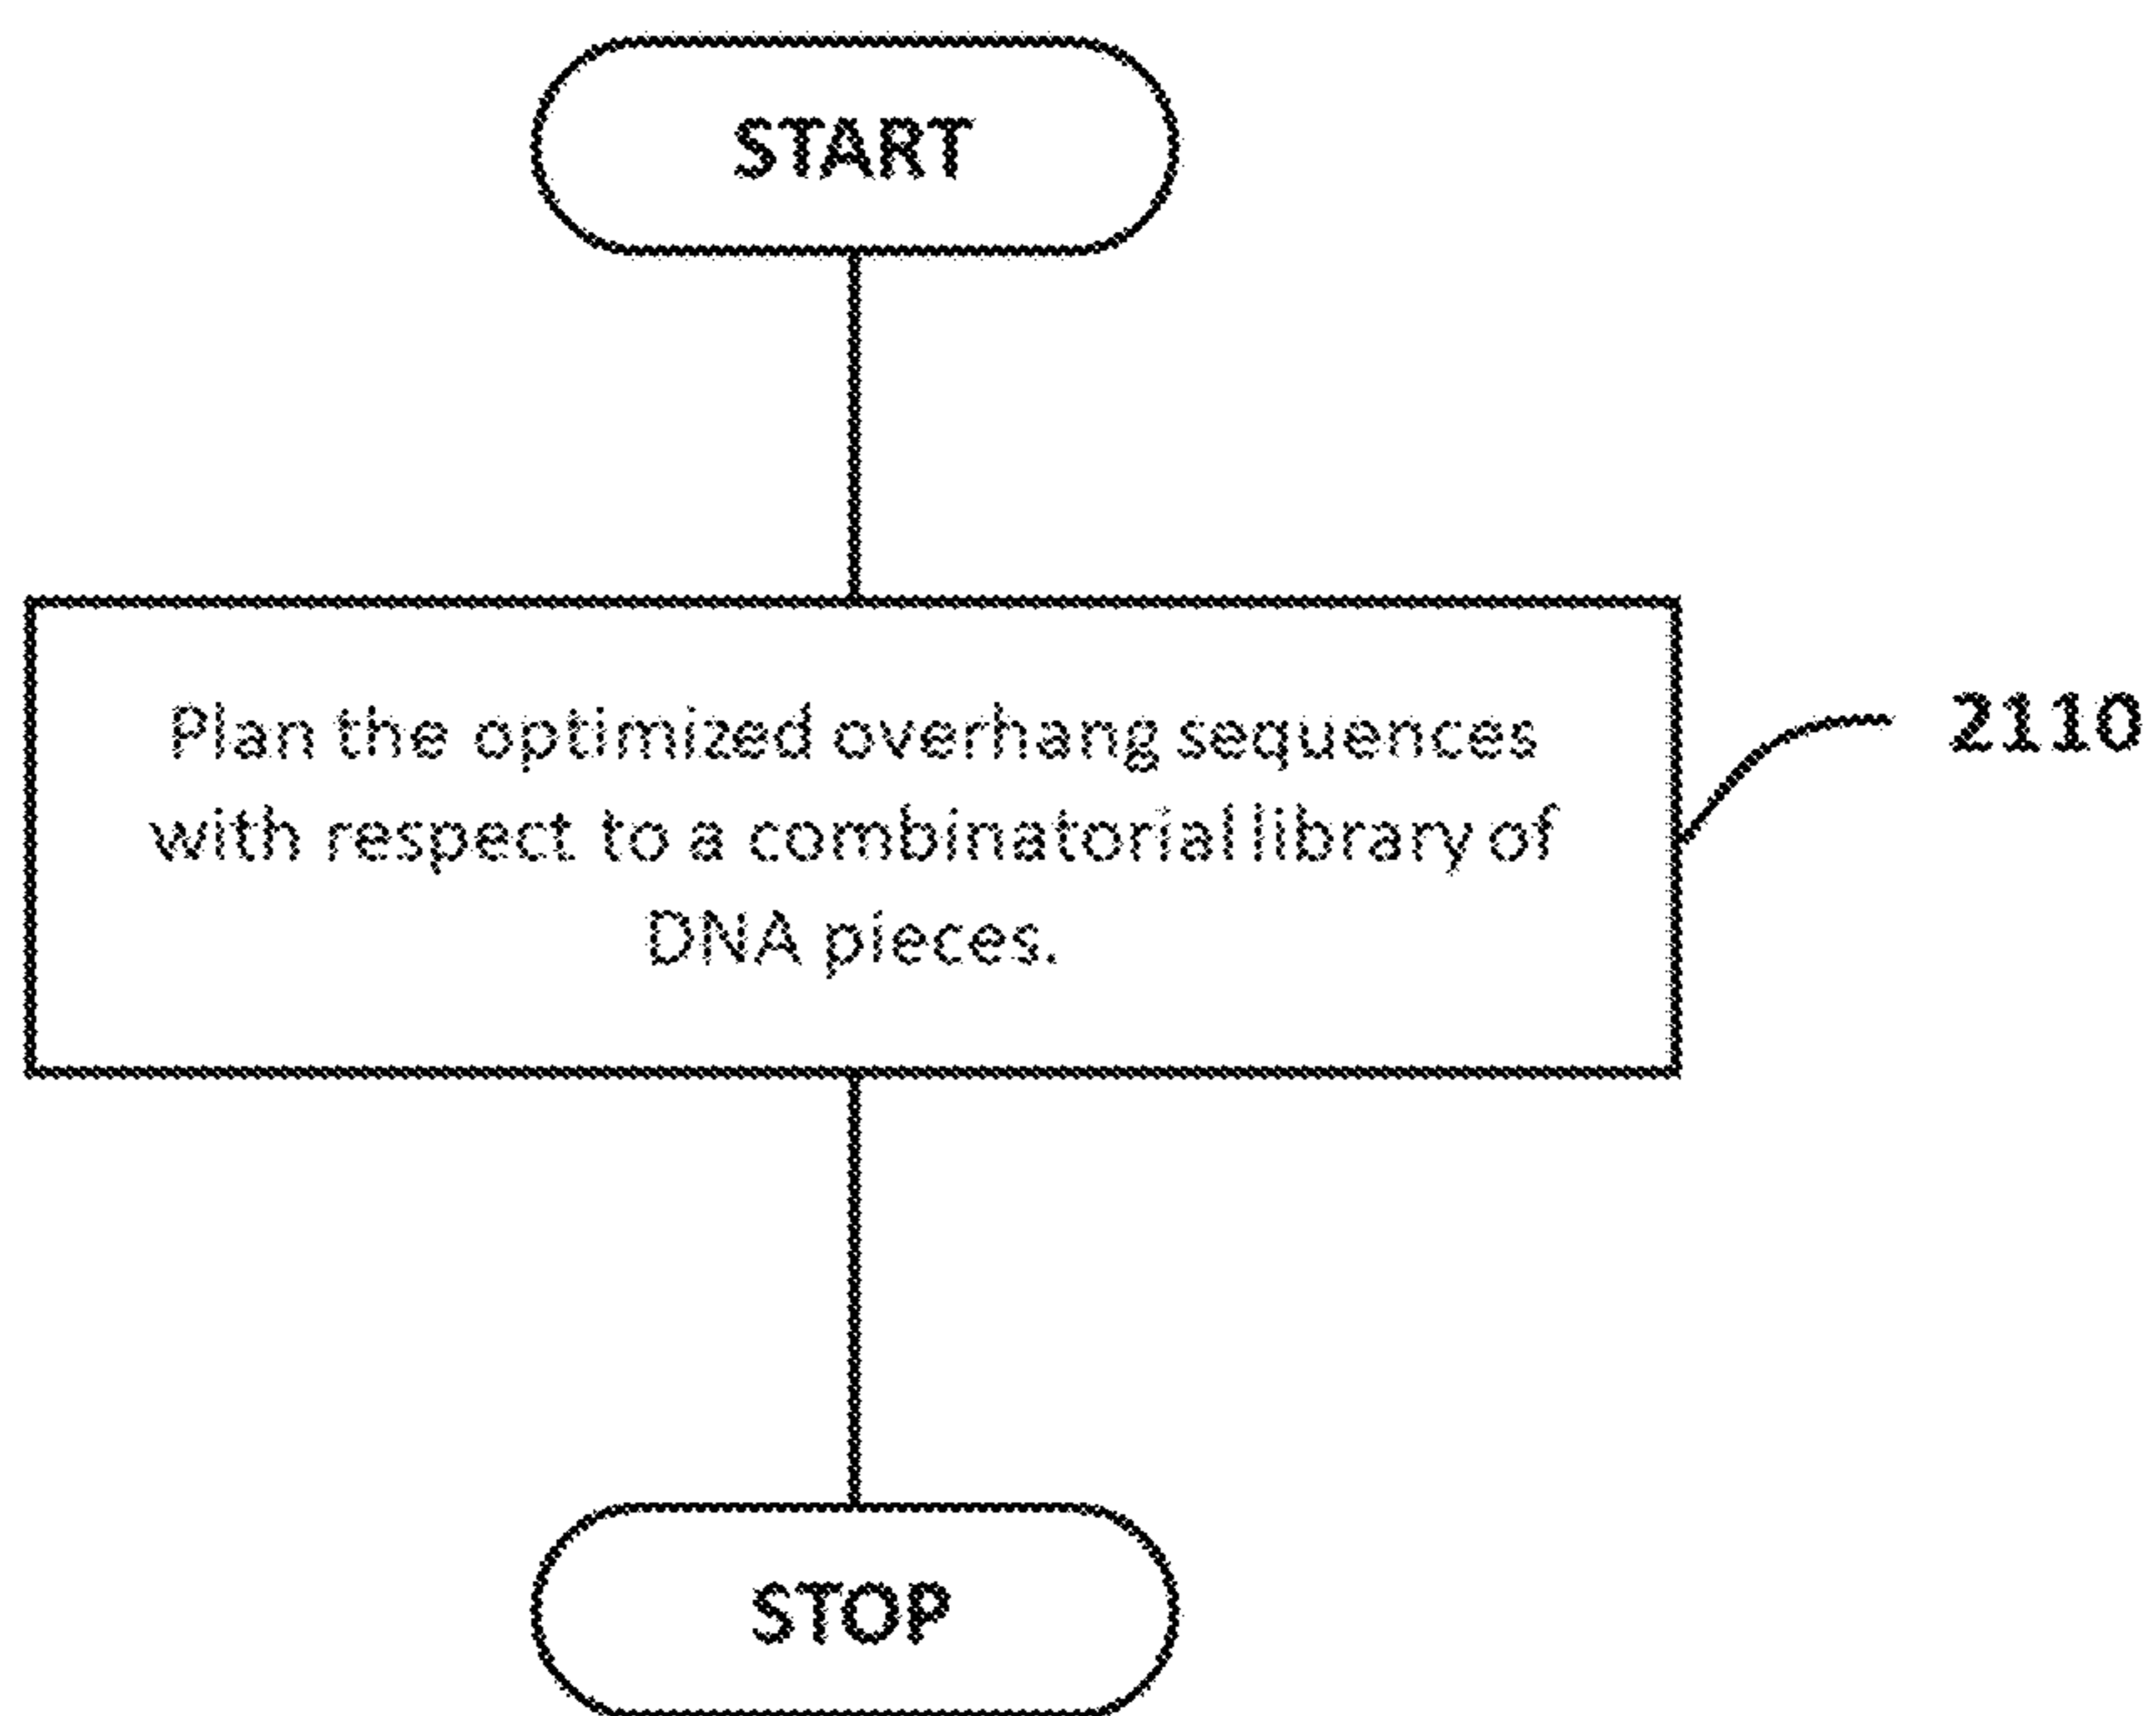 START
Plan the optimized overhang sequences
with respect to a combinatorial library of
DNA pieces.
2110
STOP